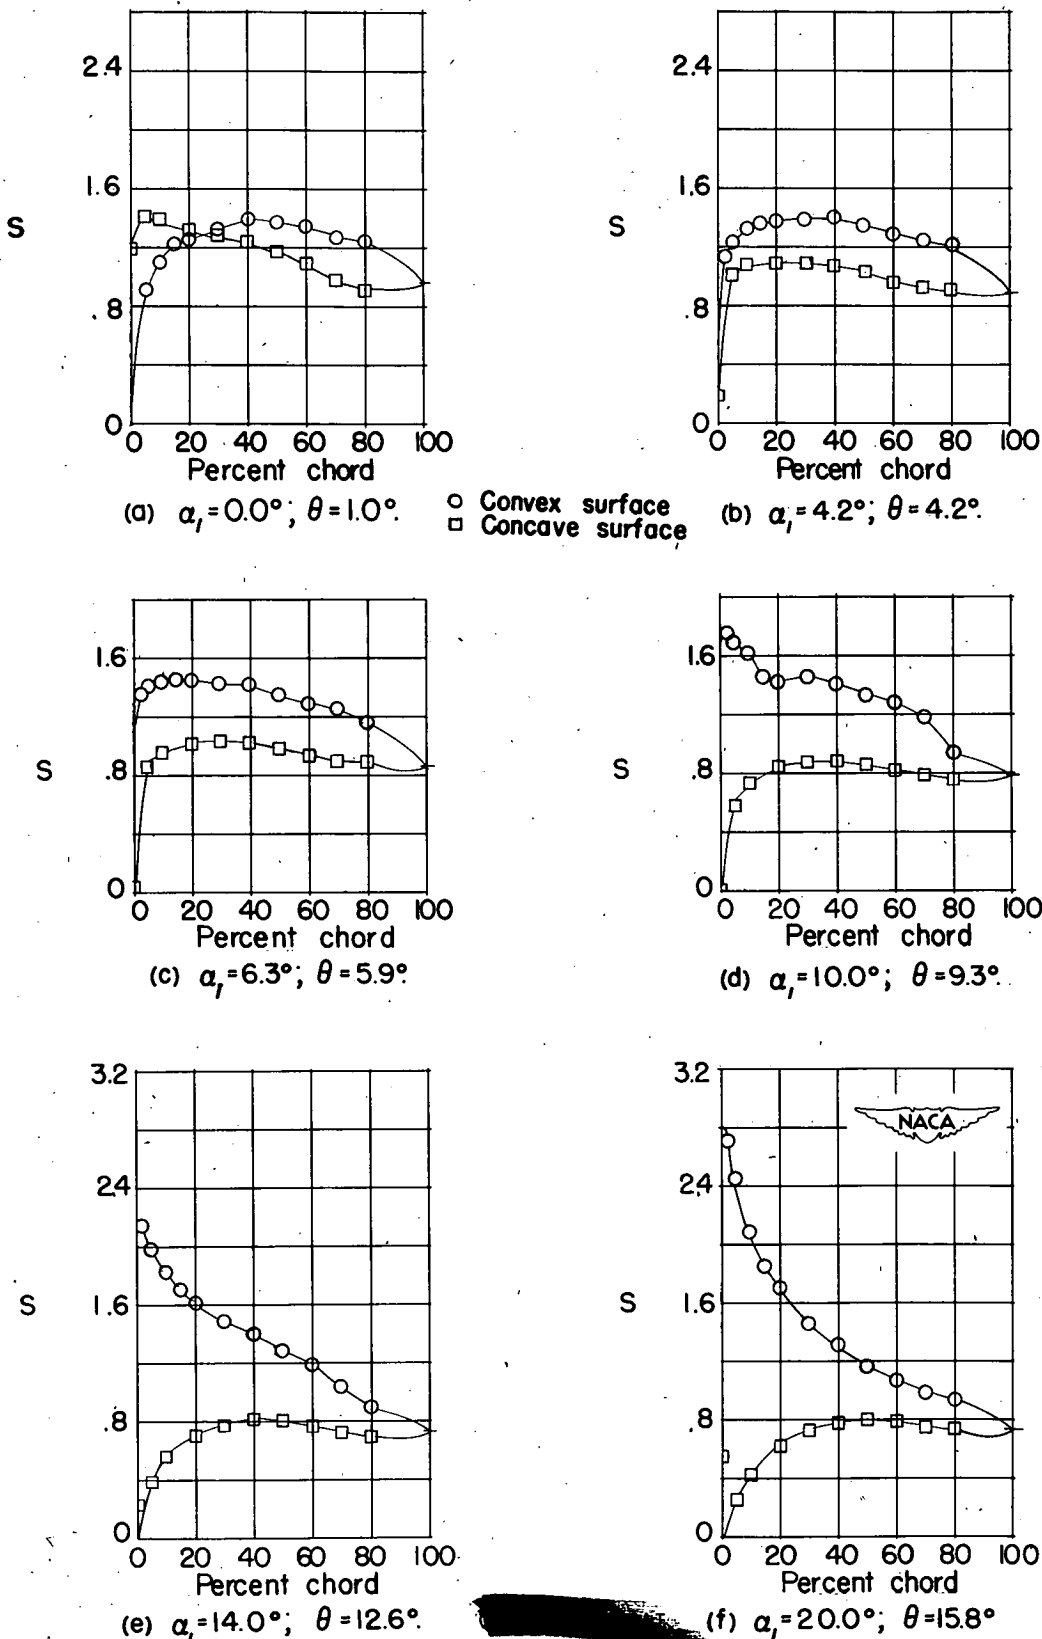 2.4
1.6
S
.8
0
0 20 40 60 80 100
Percent chord
(a) α₁=0.0°; θ=1.0°.
2.4
1.6
S
.8
0
0 20 40 60 80 100
Percent chord
(b) α₁=4.2°; θ=4.2°.
Convex surface
Concave surface
1.6
S
.8
0
0 20 40 60 80 100
Percent chord
(c) α₁=6.3°; θ=5.9°.
1.6
S
.8
0
0 20 40 60 80 100
Percent chord
(d) α₁=10.0°; θ=9.3°.
3.2
2.4
1.6
S
.8
0
0 20 40 60 80 100
Percent chord
(e) α₁=14.0°; θ=12.6°.
3.2
NACA
2.4
1.6
S
.8
0
0 20 40 60 80 100
Percent chord
(f) α₁=20.0°; θ=15.8°